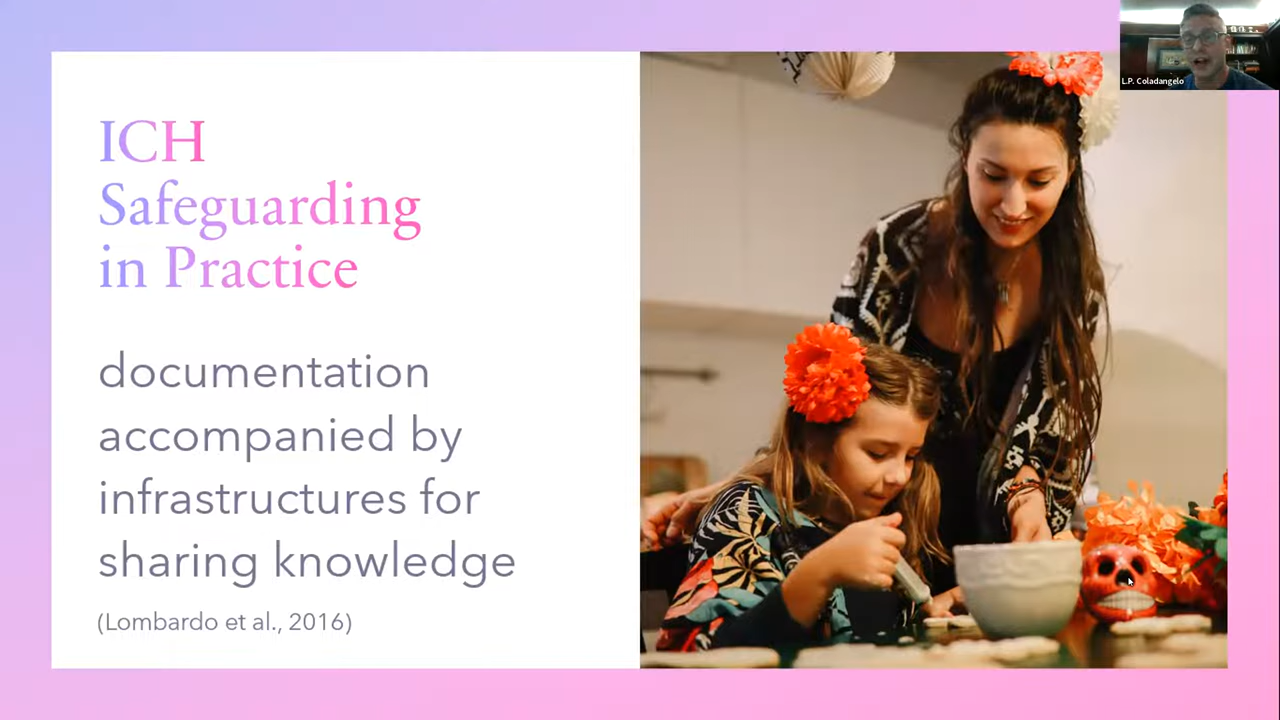 ICH
Safeguarding
in Practice
documentation
accompanied by
infrastructures for
sharing knowledge
(Lombardo et al., 2016)
L.P. Coladangelo